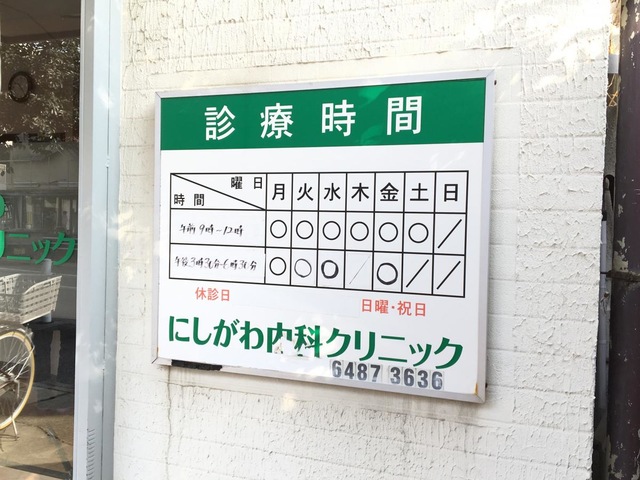 診療時間
曜日 月 火 水 木 金 土 日
時間
午前 9時-12時 ○ ○ ○ ○ ○ ○ /
午後3時30分-6時30分 ○ ○ ○ / ○ / /
休診日 日曜・祝日
にしがわ内科クリニック
6487 3636
ニック